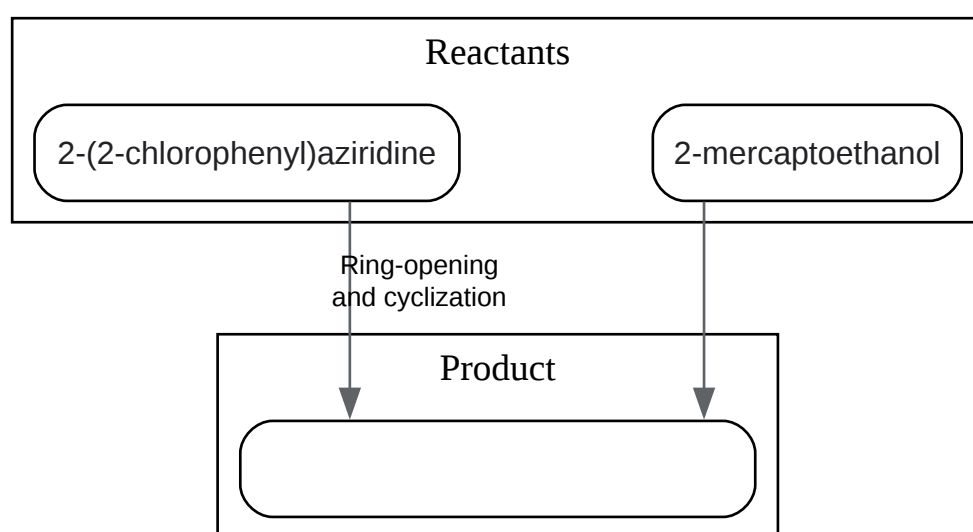 Reactants
2-(2-chlorophenyl)aziridine
2-mercaptoethanol
Ring-opening
and cyclization
Product